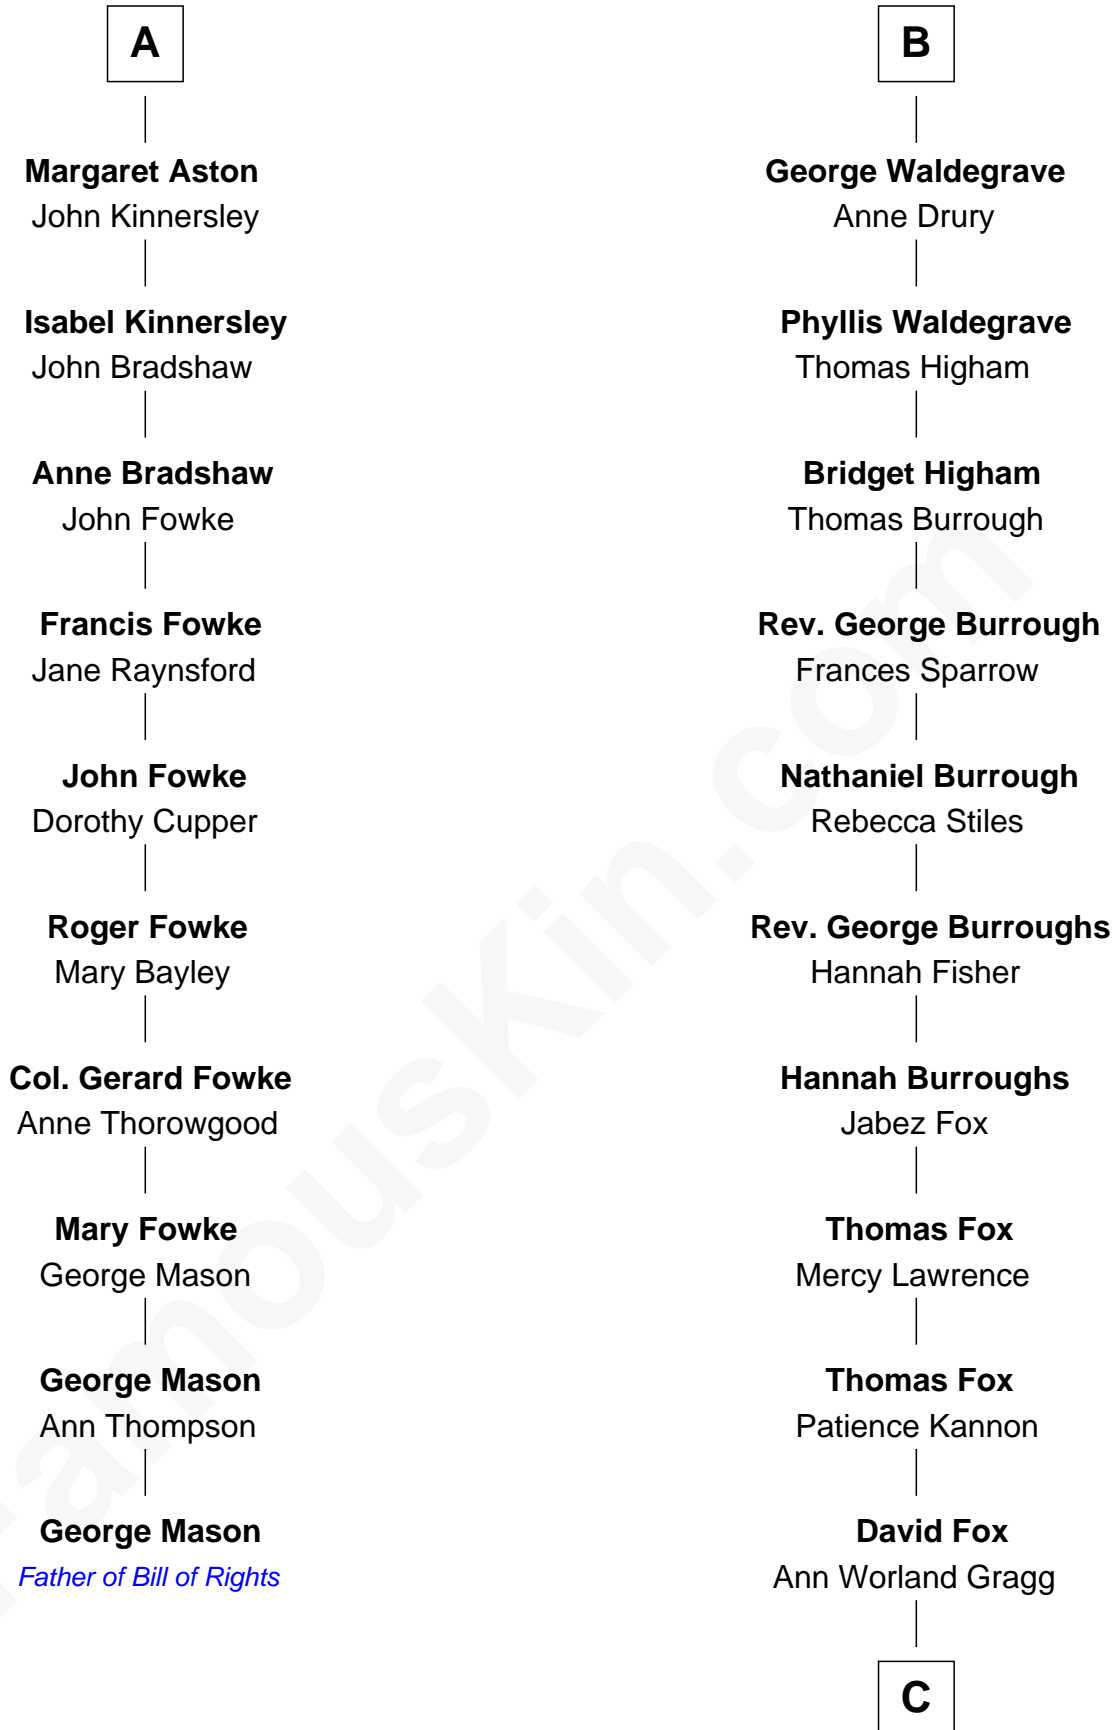 A
Margaret Aston
John Kinnersley
Isabel Kinnersley
John Bradshaw
Anne Bradshaw
John Fowke
Francis Fowke
Jane Raynsford
John Fowke
Dorothy Cupper
Roger Fowke
Mary Bayley
Col. Gerard Fowke
Anne Thorowgood
Mary Fowke
George Mason
George Mason
Ann Thompson
George Mason
Father of Bill of Rights
B
George Waldegrave
Anne Drury
Phyllis Waldegrave
Thomas Higham
Bridget Higham
Thomas Burrough
Rev. George Burrough
Frances Sparrow
Nathaniel Burrough
Rebecca Stiles
Rev. George Burroughs
Hannah Fisher
Hannah Burroughs
Jabez Fox
Thomas Fox
Mercy Lawrence
Thomas Fox
Patience Kannon
David Fox
Ann Worland Gragg
C
FamousKin.com